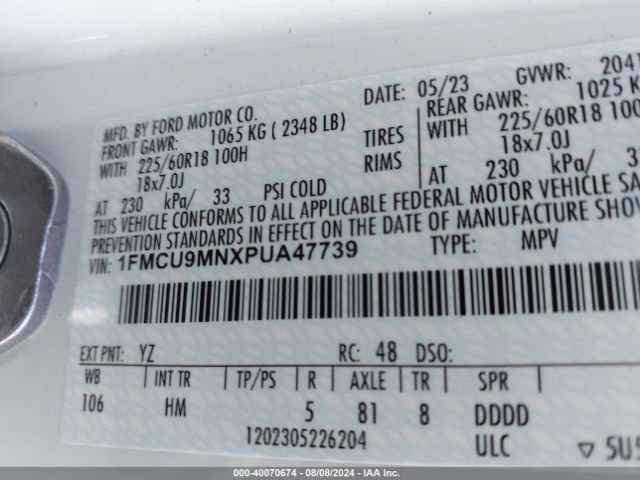 MFD. BY FORD MOTOR CO. DATE: 05/23 GVWR: 2041
FRONT GAWR: 1065 KG ( 2348 LB) REAR GAWR: 1025 K
WITH 225/60R18 100H TIRES WITH 225/60R18
18x7.0J RIMS 18x7.0J
AT 230 kPa/ 33 PSI COLD AT 230 kPa/ 33
THIS VEHICLE CONFORMS TO ALL APPLICABLE FEDERAL MOTOR VEHICLE SA
PREVENTION STANDARDS IN EFFECT ON THE DATE OF MANUFACTURE SHOW
VIN: 1FMCU9MNXPUA47739 TYPE: MPV
EXT PNT: YZ RC: 48 DSO:
WB INT TR TP/PS R AXLE TR SPR
106 HM 5 81 8 DDDD
1202305226204 ULC
000-40070674 - 08/08/2024 - IAA Inc.